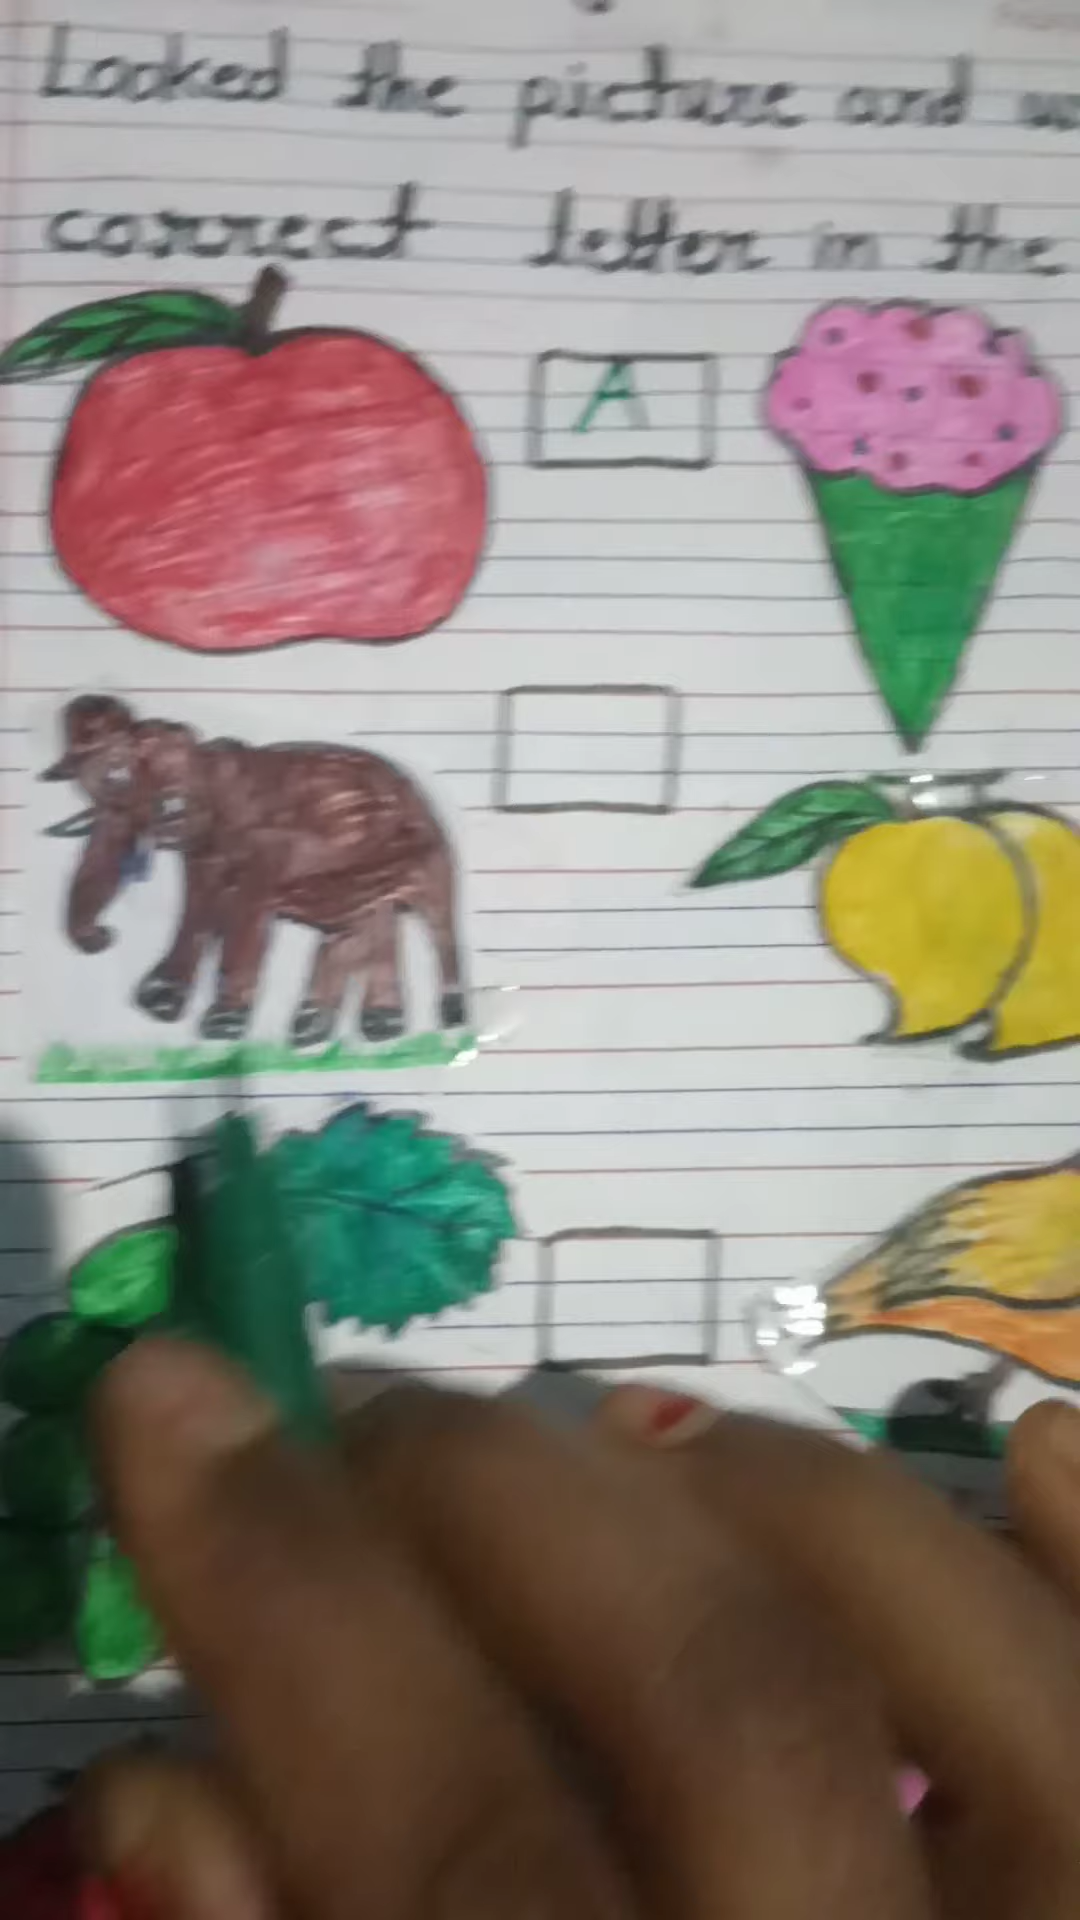 Looked the picture and
correct letter in the
A